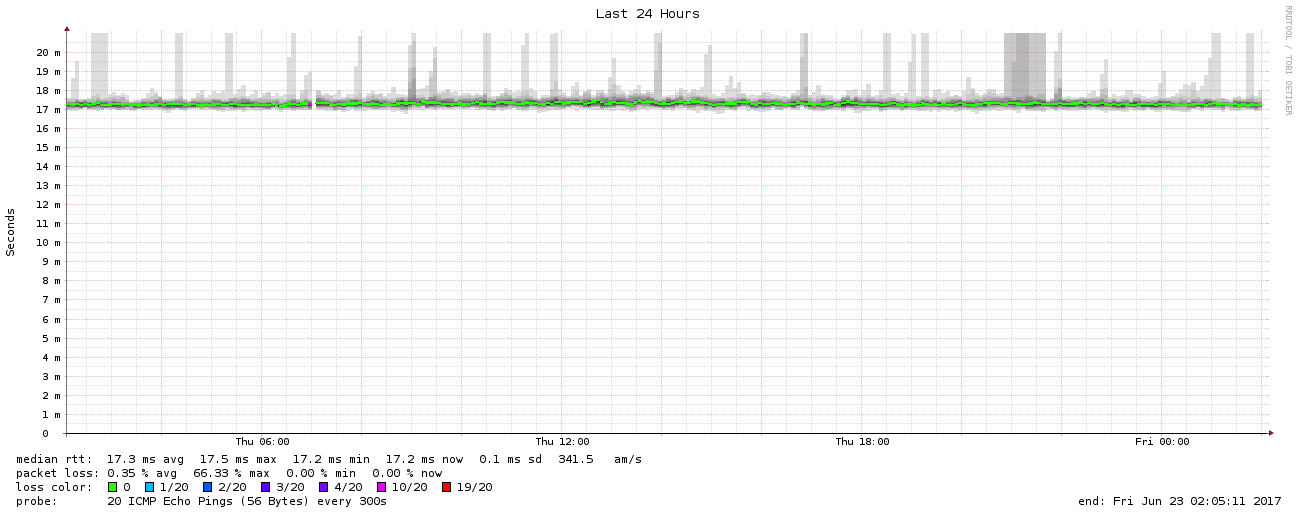 Last 24 Hours
RRDTOOL / TOBI OETIKER
Seconds
20 m
19 m
18 m
17 m
16 m
15 m
14 m
13 m
12 m
11 m
10 m
9 m
8 m
7 m
6 m
5 m
4 m
3 m
2 m
1 m
0
Thu 06:00 Thu 12:00 Thu 18:00 Fri 00:00
median rtt: 17.3 ms avg 17.5 ms max 17.2 ms min 17.2 ms now 0.1 ms sd 341.5 am/s
packet loss: 0.35 % avg 66.33 % max 0.00 % min 0.00 % now
loss color: 0 1/20 2/20 3/20 4/20 10/20 19/20
probe: 20 ICMP Echo Pings (56 Bytes) every 300s end: Fri Jun 23 02:05:11 2017